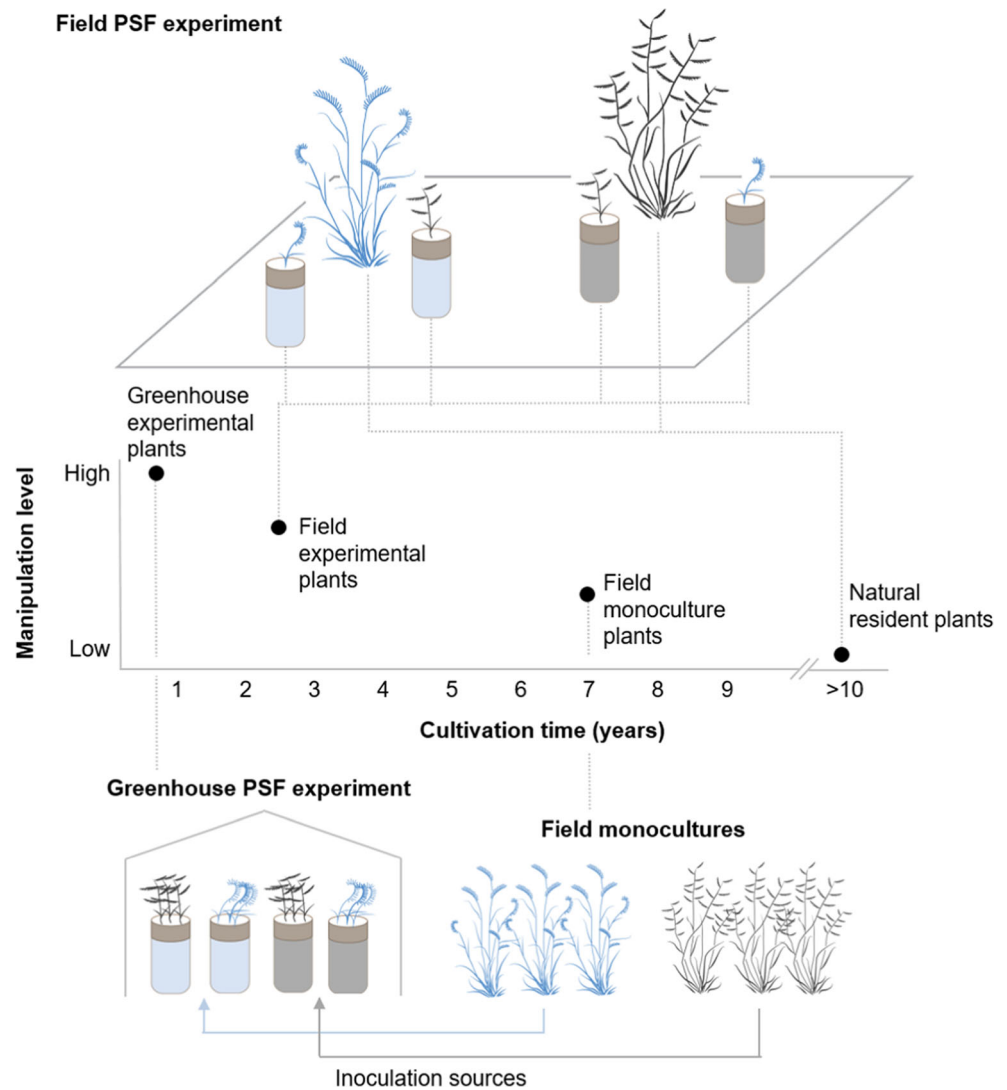 Field PSF experiment
Greenhouse
experimental
plants
High
Field
experimental
plants
Field
monoculture
plants
Natural
resident plants
Manipulation level
Low
1 2 3 4 5 6 7 8 9 >10
Cultivation time (years)
Greenhouse PSF experiment
Field monocultures
Inoculation sources